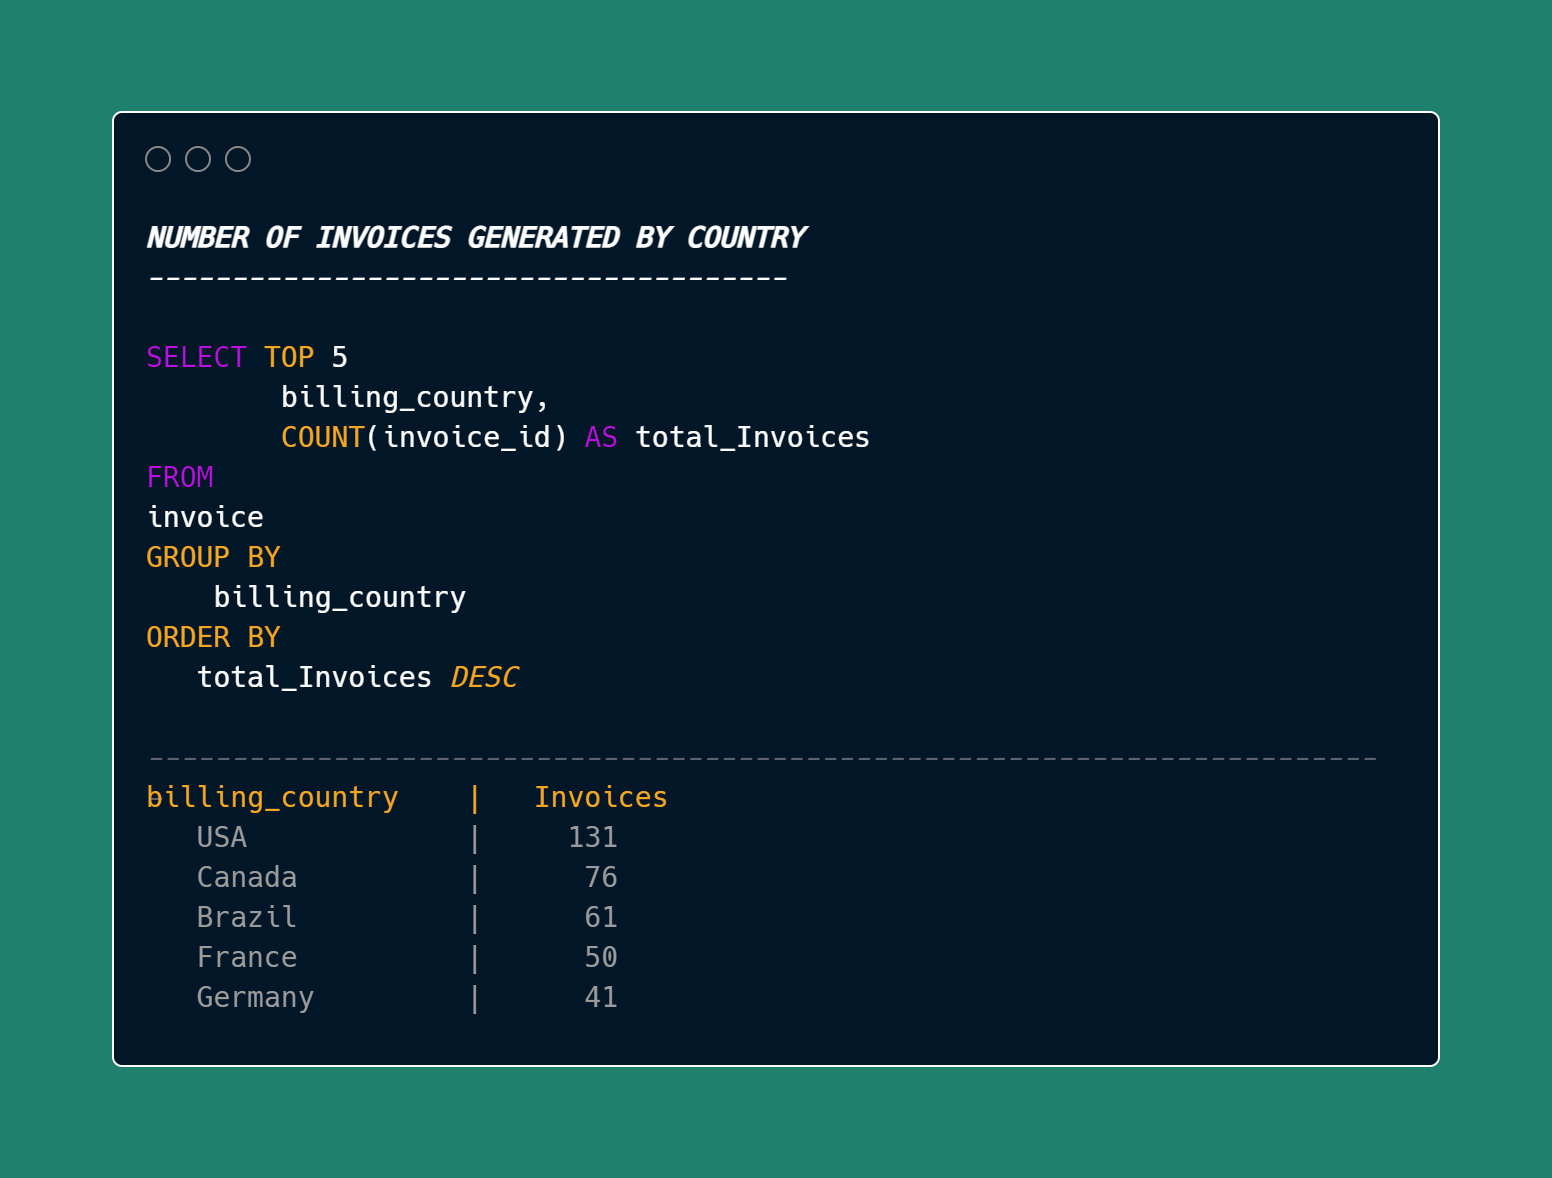 NUMBER OF INVOICES GENERATED BY COUNTRY
--------------------------------------
SELECT TOP 5
billing_country,
COUNT(invoice_id) AS total_Invoices
FROM
invoice
GROUP BY
billing_country
ORDER BY
total_Invoices DESC
-------------------------------------------------------------------------
billing_country | Invoices
USA | 131
Canada | 76
Brazil | 61
France | 50
Germany | 41